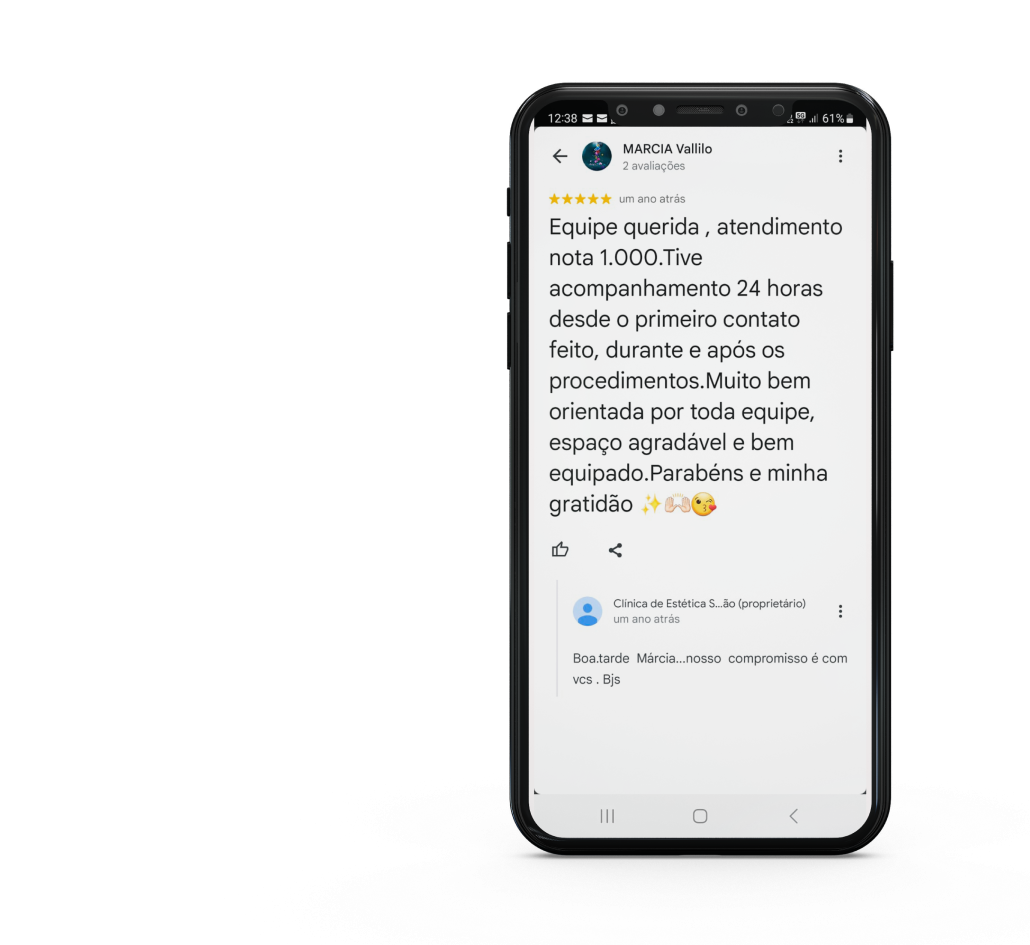 12:38
5G
61%
MARCIA Vallilo
2 avaliações
um ano atrás
Equipe querida , atendimento
nota 1.000.Tive
acompanhamento 24 horas
desde o primeiro contato
feito, durante e após os
procedimentos.Muito bem
orientada por toda equipe,
espaço agradável e bem
equipado.Parabéns e minha
gratidão ✨🙌🏻😘
Clínica de Estética S...ão (proprietário)
um ano atrás
Boa.tarde Márcia...nosso compromisso é com
vcs . Bjs